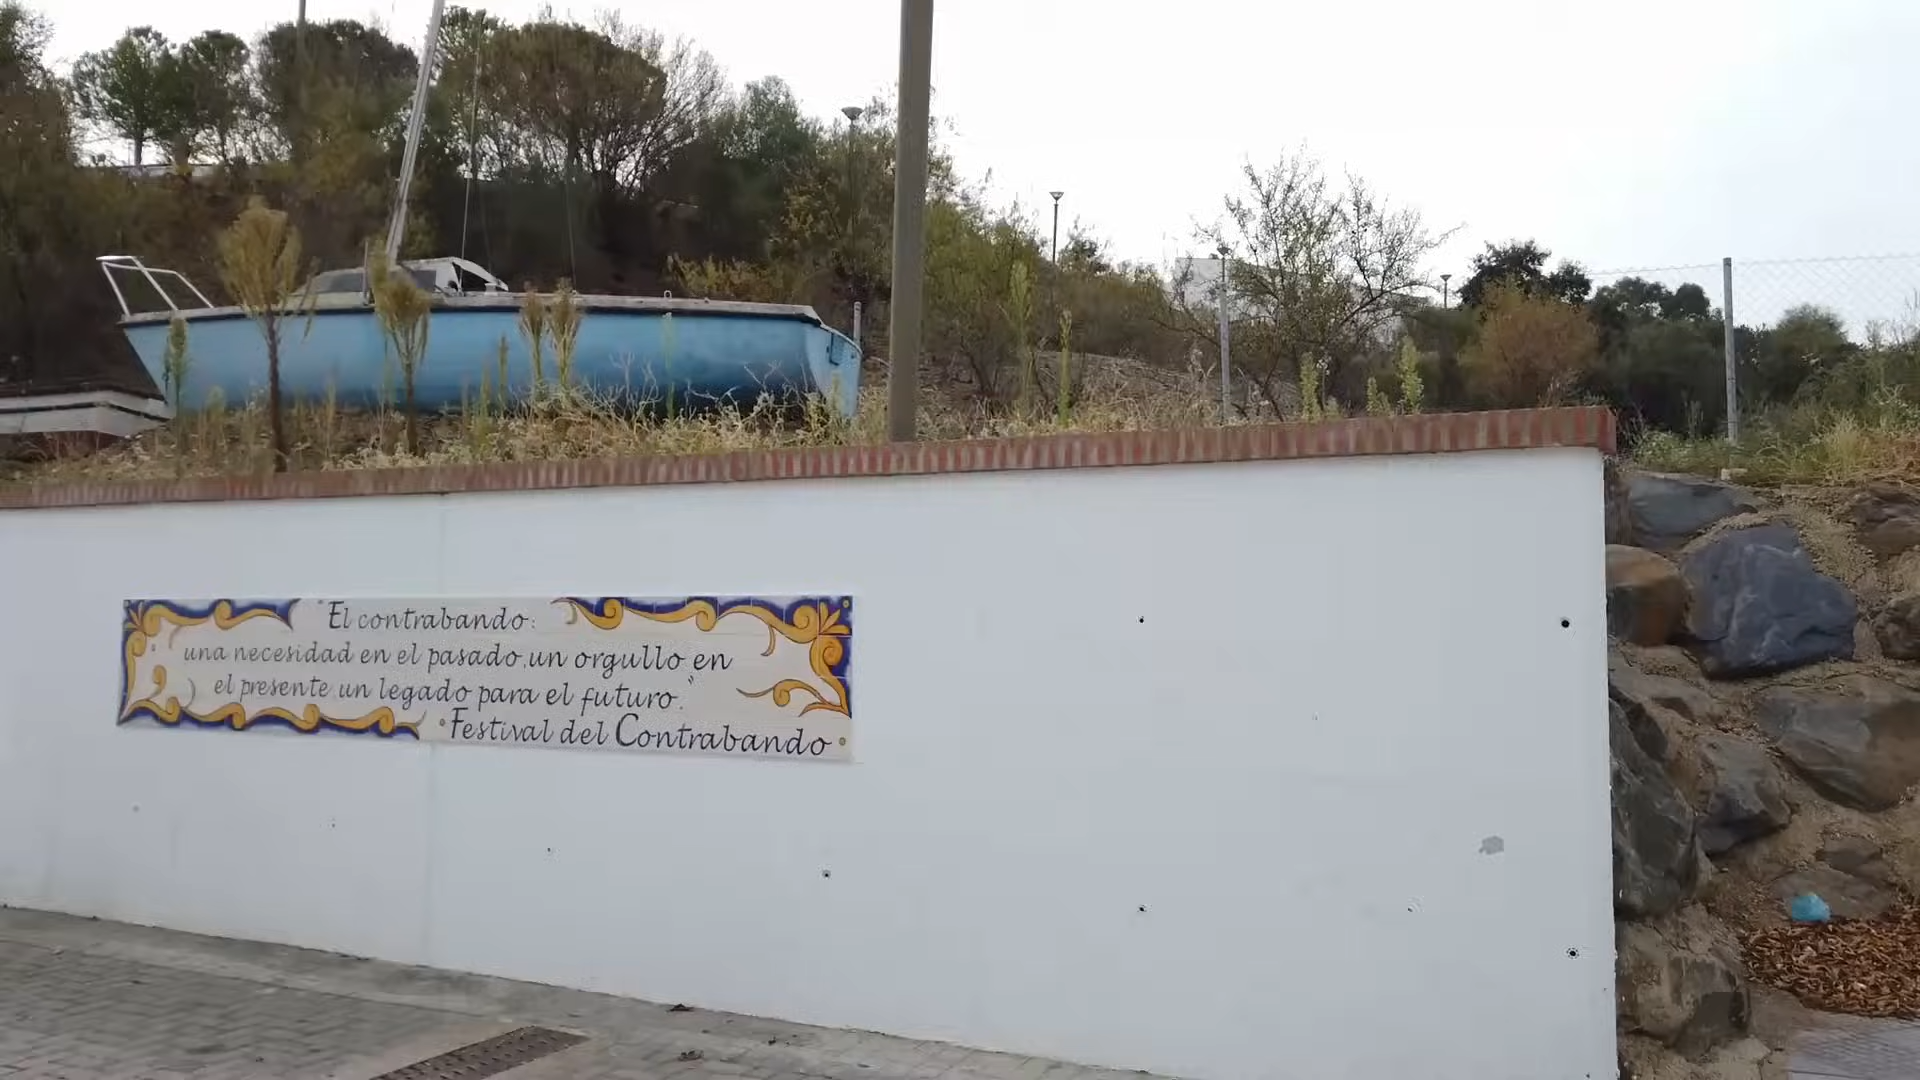 "El contrabando:
una necesidad en el pasado, un orgullo en
el presente un legado para el futuro."
Festival del Contrabando